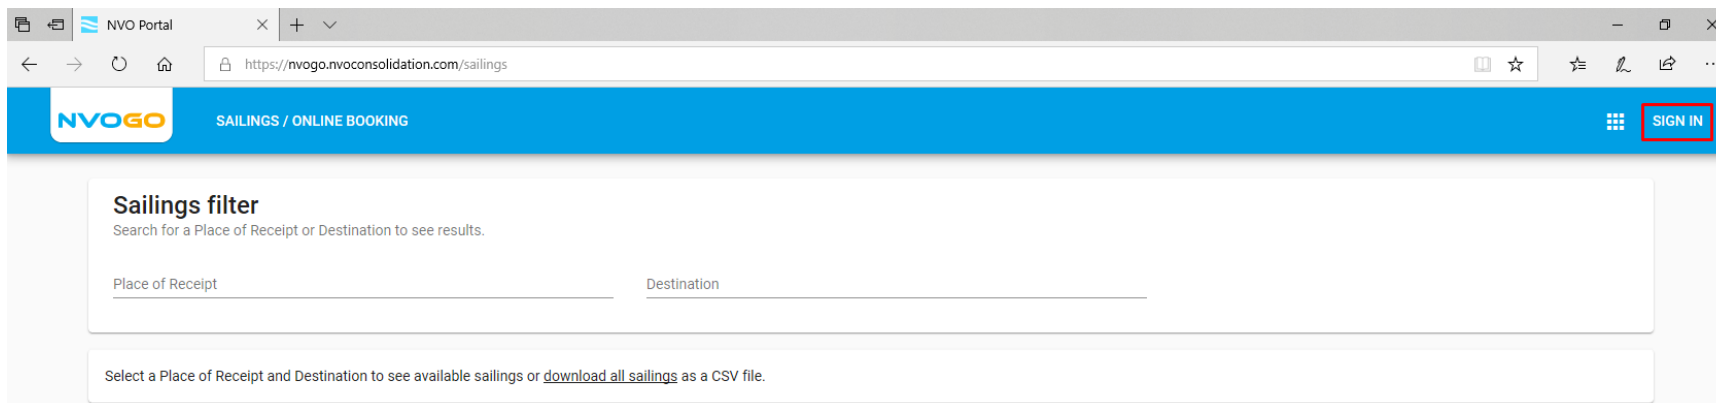 NVO Portal
https://nvogo.nvoconsolidation.com/sailings
NVOGO
SAILINGS / ONLINE BOOKING
SIGN IN
Sailings filter
Search for a Place of Receipt or Destination to see results.
Place of Receipt
Destination
Select a Place of Receipt and Destination to see available sailings or download all sailings as a CSV file.